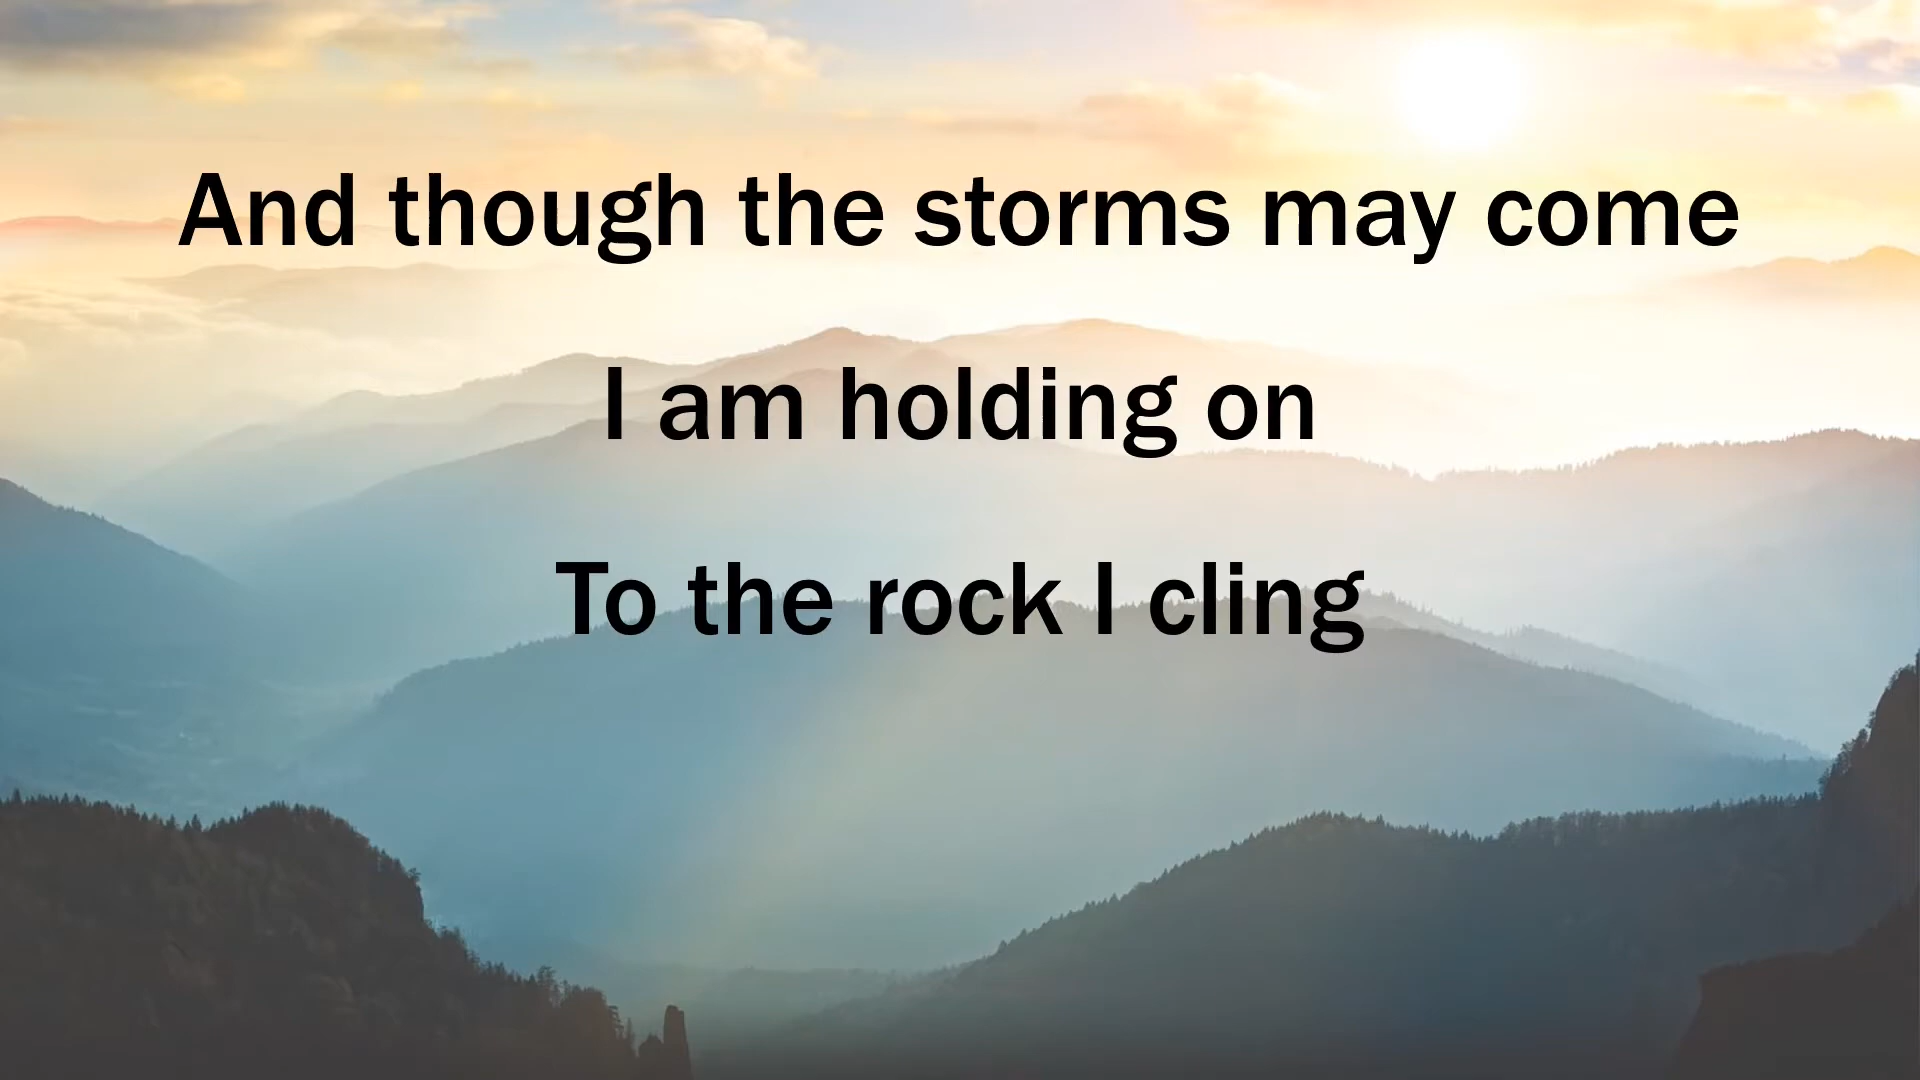 And though the storms may come
I am holding on
To the rock I cling